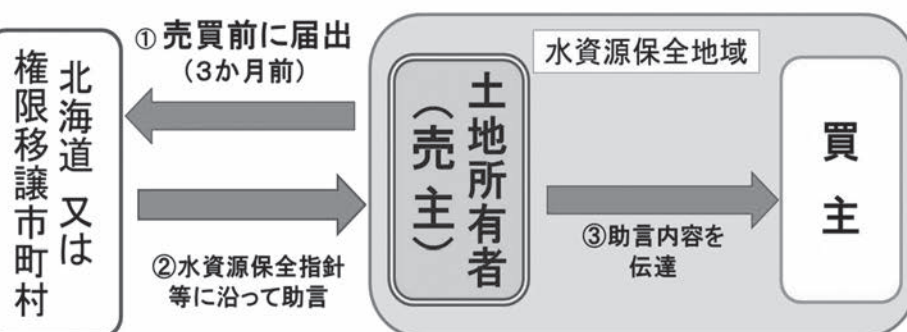 北海道 又は
権限移譲市町村
①売買前に届出
(3か月前)
②水資源保全指針
等に沿って助言
水資源保全地域
土地所有者
(売主)
③助言内容を
伝達
買主